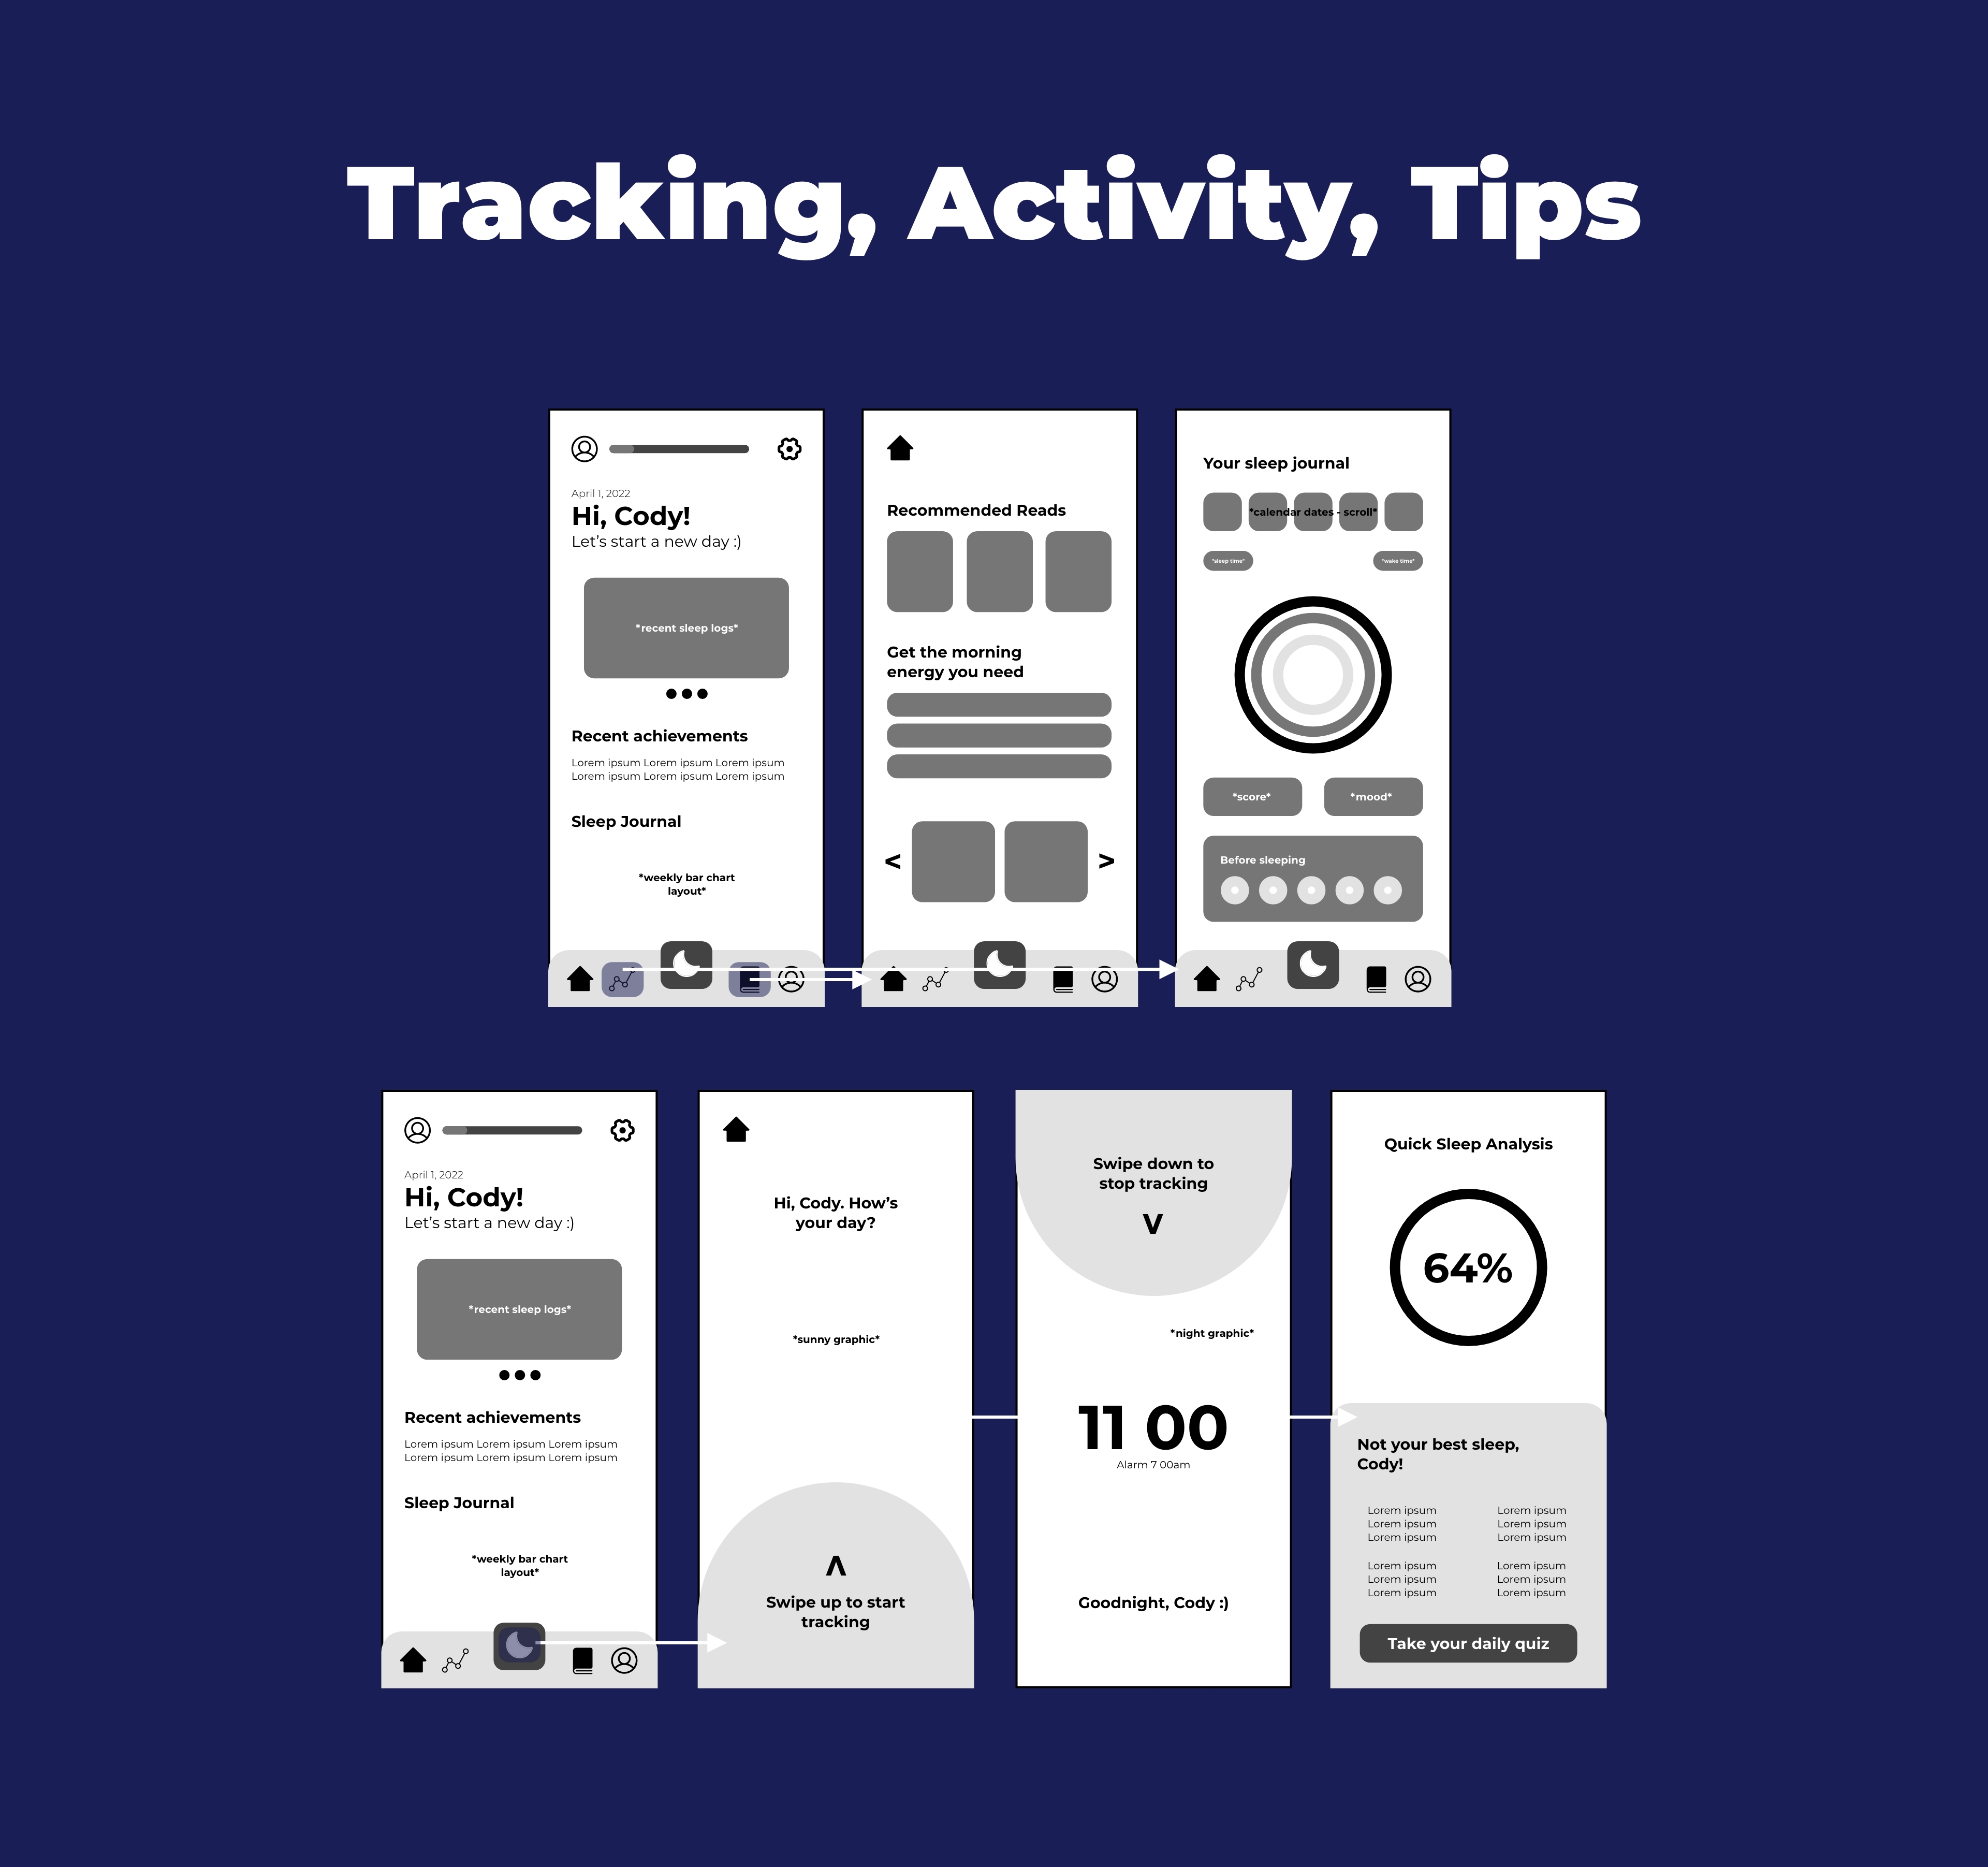 Tracking, Activity, Tips
April 1, 2022
Hi, Cody!
Let's start a new day :)
*recent sleep logs*
Recent achievements
Lorem ipsum Lorem ipsum Lorem ipsum
Lorem ipsum Lorem ipsum Lorem ipsum
Sleep Journal
*weekly bar chart
layout*
Recommended Reads
Get the morning
energy you need
<
>
Your sleep journal
*calendar dates - scroll*
*sleep time*
*wake time*
*score*
*mood*
Before sleeping
April 1, 2022
Hi, Cody!
Let's start a new day :)
*recent sleep logs*
Recent achievements
Lorem ipsum Lorem ipsum Lorem ipsum
Lorem ipsum Lorem ipsum Lorem ipsum
Sleep Journal
*weekly bar chart
layout*
Hi, Cody. How's
your day?
*sunny graphic*
Swipe up to start
tracking
Swipe down to
stop tracking
*night graphic*
11 00
Alarm 7 00am
Goodnight, Cody :)
Quick Sleep Analysis
64%
Not your best sleep,
Cody!
Lorem ipsum
Lorem ipsum
Lorem ipsum
Lorem ipsum
Lorem ipsum
Lorem ipsum
Lorem ipsum
Lorem ipsum
Lorem ipsum
Lorem ipsum
Lorem ipsum
Lorem ipsum
Take your daily quiz